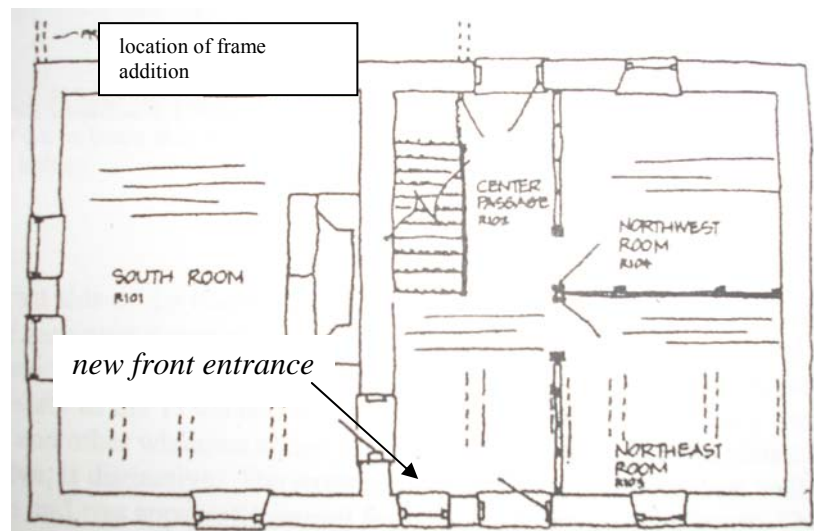 location of frame
addition
CENTER
PASSAGE
R102
NORTHWEST
ROOM
R104
SOUTH ROOM
R101
new front entrance
NORTHEAST
ROOM
R103